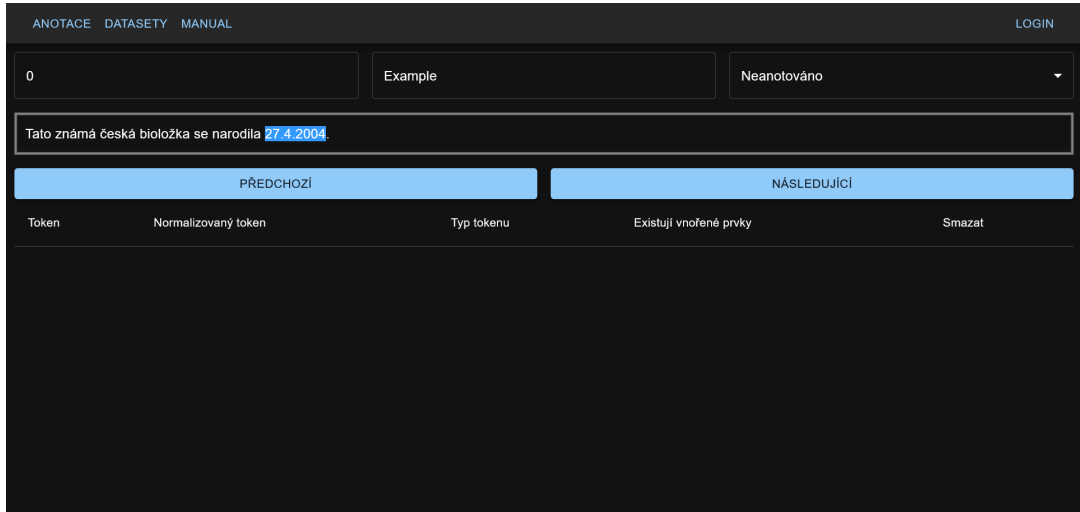 ANOTACE DATASETY MANUAL LOGIN
0 Example Neanotováno
Tato známá česká bioložka se narodila 27.4.2004.
PŘEDCHOZÍ NÁSLEDUJÍCÍ
Token Normalizovaný token Typ tokenu Existují vnořené prvky Smazat